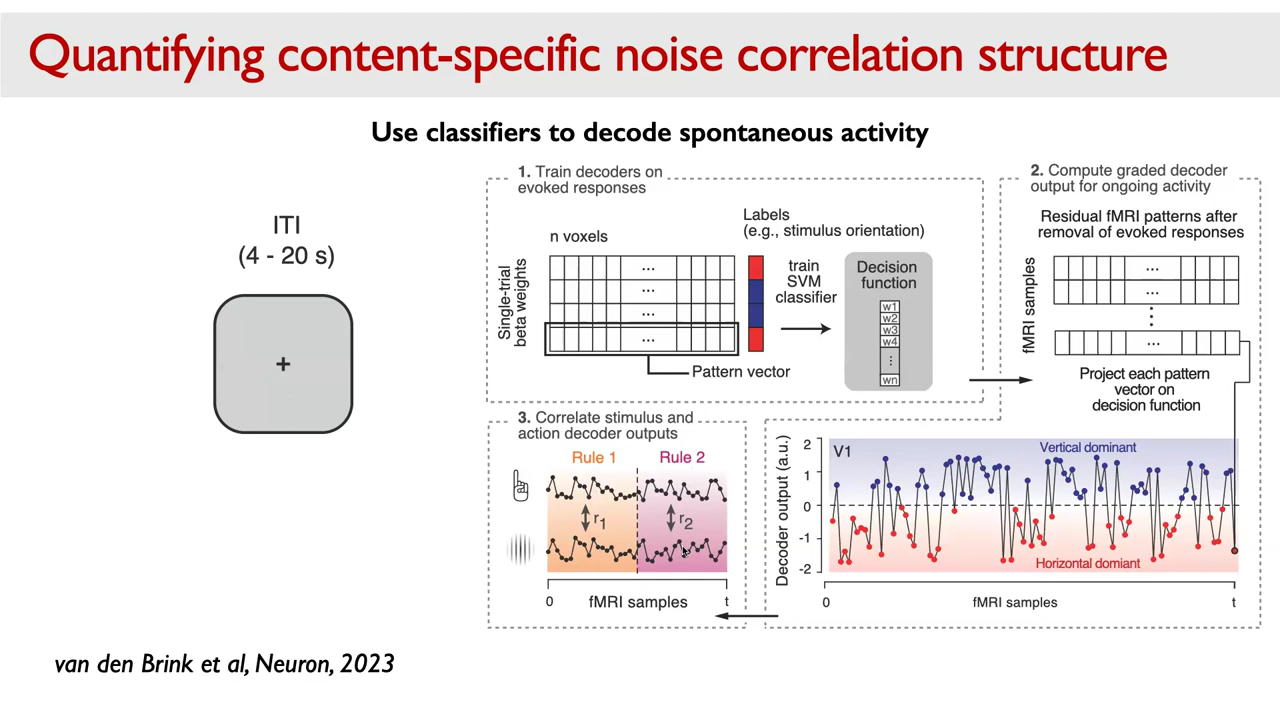 Quantifying content-specific noise correlation structure
Use classifiers to decode spontaneous activity
ITI
(4 - 20 s)
+
1. Train decoders on
evoked responses
n voxels
Single-trial
beta weights
...
...
...
...
Pattern vector
Labels
(e.g., stimulus orientation)
train
SVM
classifier
Decision
function
w1
w2
w3
w4
...
wn
2. Compute graded decoder
output for ongoing activity
Residual fMRI patterns after
removal of evoked responses
fMRI samples
...
...
...
...
Project each pattern
vector on
decision function
Decoder output (a.u.)
2
1
0
-1
-2
V1
Vertical dominant
Horizontal domiant
0
fMRI samples
t
3. Correlate stimulus and
action decoder outputs
Rule 1
Rule 2
r1
r2
0
fMRI samples
t
van den Brink et al, Neuron, 2023